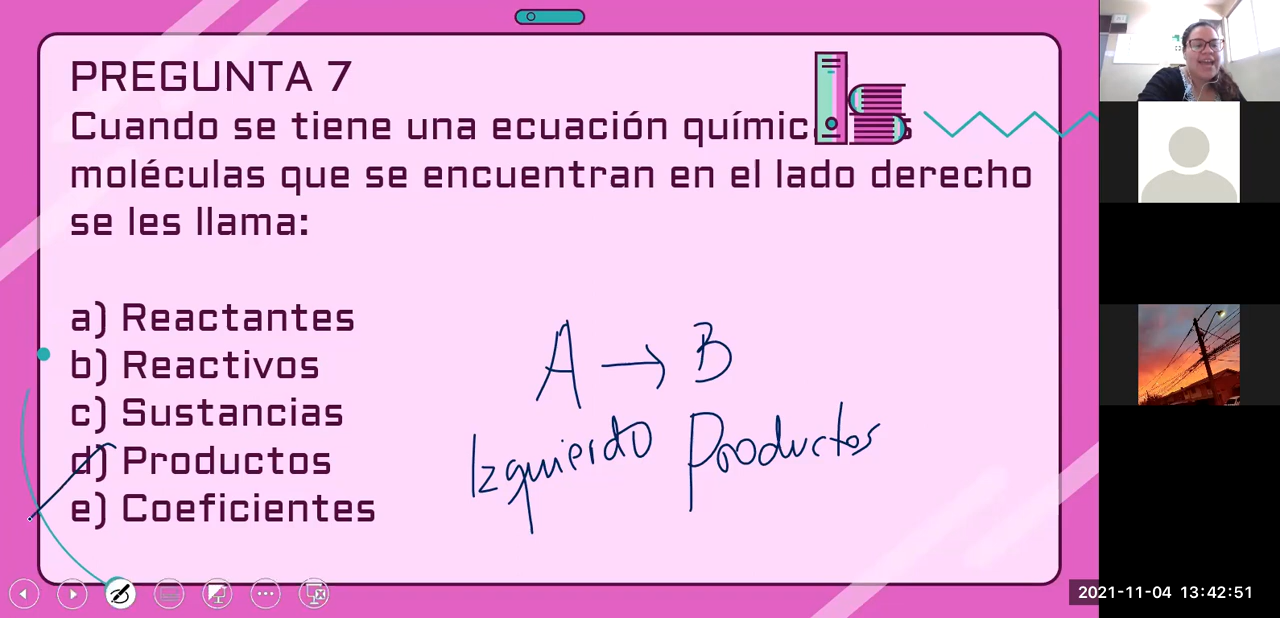 PREGUNTA 7
Cuando se tiene una ecuación químic
moléculas que se encuentran en el lado derecho
se les llama:
a) Reactantes
b) Reactivos
c) Sustancias
d) Productos
e) Coeficientes
A → B
Izquierdo Productos
2021-11-04 13:42:51